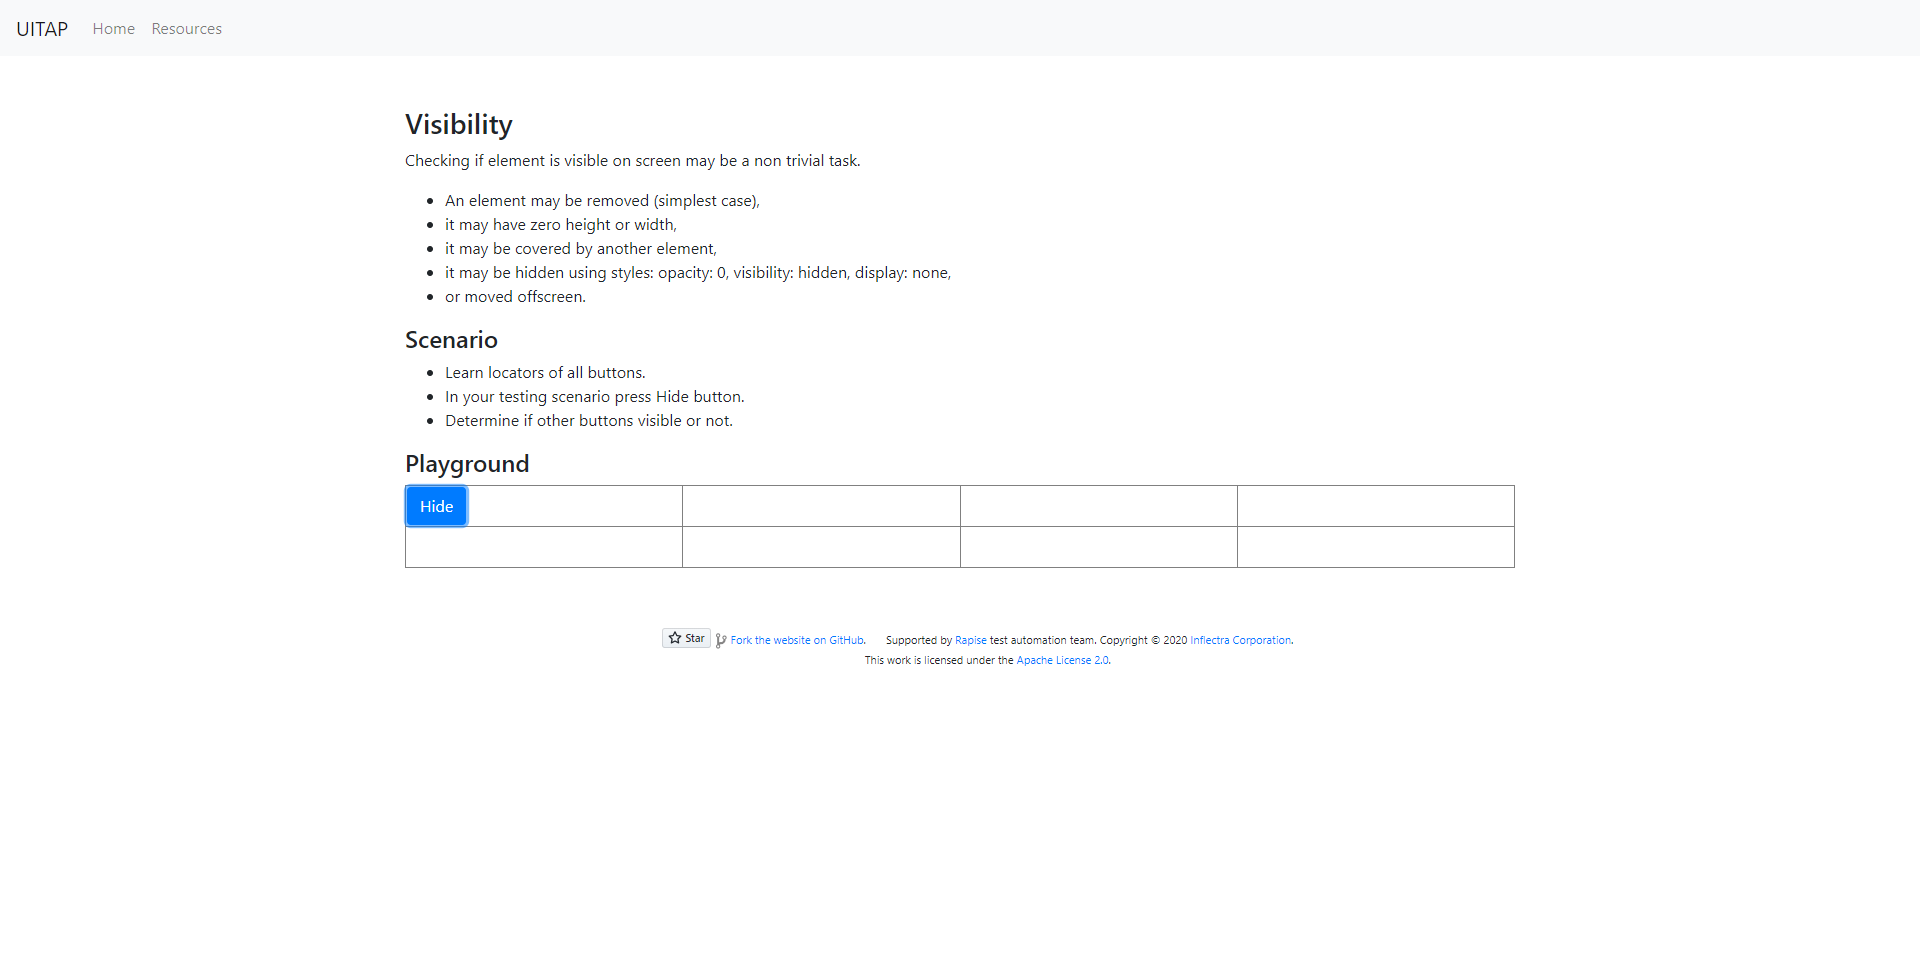 UITAP Home Resources
Visibility
Checking if element is visible on screen may be a non trivial task.
An element may be removed (simplest case),
it may have zero height or width,
it may be covered by another element,
it may be hidden using styles: opacity: 0, visibility: hidden, display: none,
or moved offscreen.
Scenario
Learn locators of all buttons.
In your testing scenario press Hide button.
Determine if other buttons visible or not.
Playground
Hide
Star Fork the website on GitHub. Supported by Rapise test automation team. Copyright © 2020 Inflectra Corporation.
This work is licensed under the Apache License 2.0.